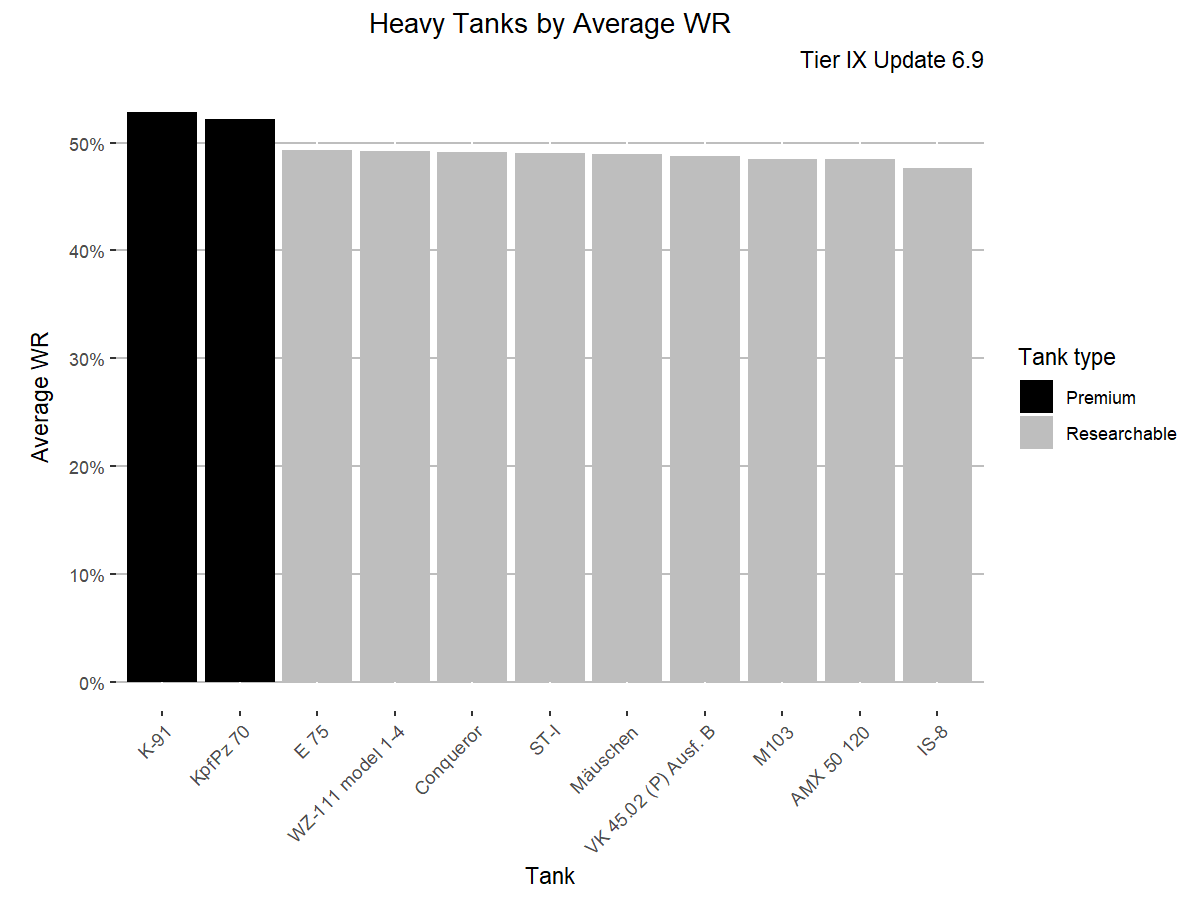 Heavy Tanks by Average WR
Tier IX Update 6.9
50%
40%
30%
20%
10%
0%
Average WR
K-91
KpfPz 70
E 75
WZ-111 model 1-4
Conqueror
ST-I
Mäuschen
VK 45.02 (P) Ausf. B
M103
AMX 50 120
IS-8
Tank
Tank type
Premium
Researchable